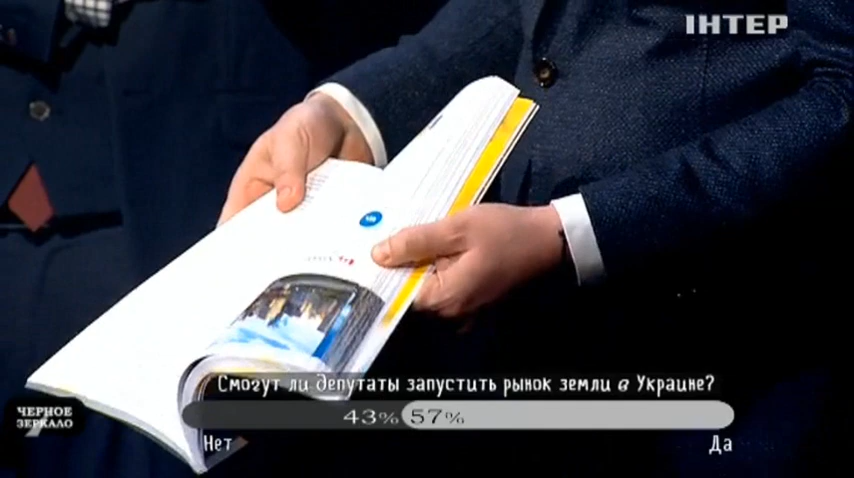 ІНТЕР
Смогут ли депутаты запустить рынок земли в Украине?
43% 57%
Нет
Да
ЧЕРНОЕ
ЗЕРКАЛО